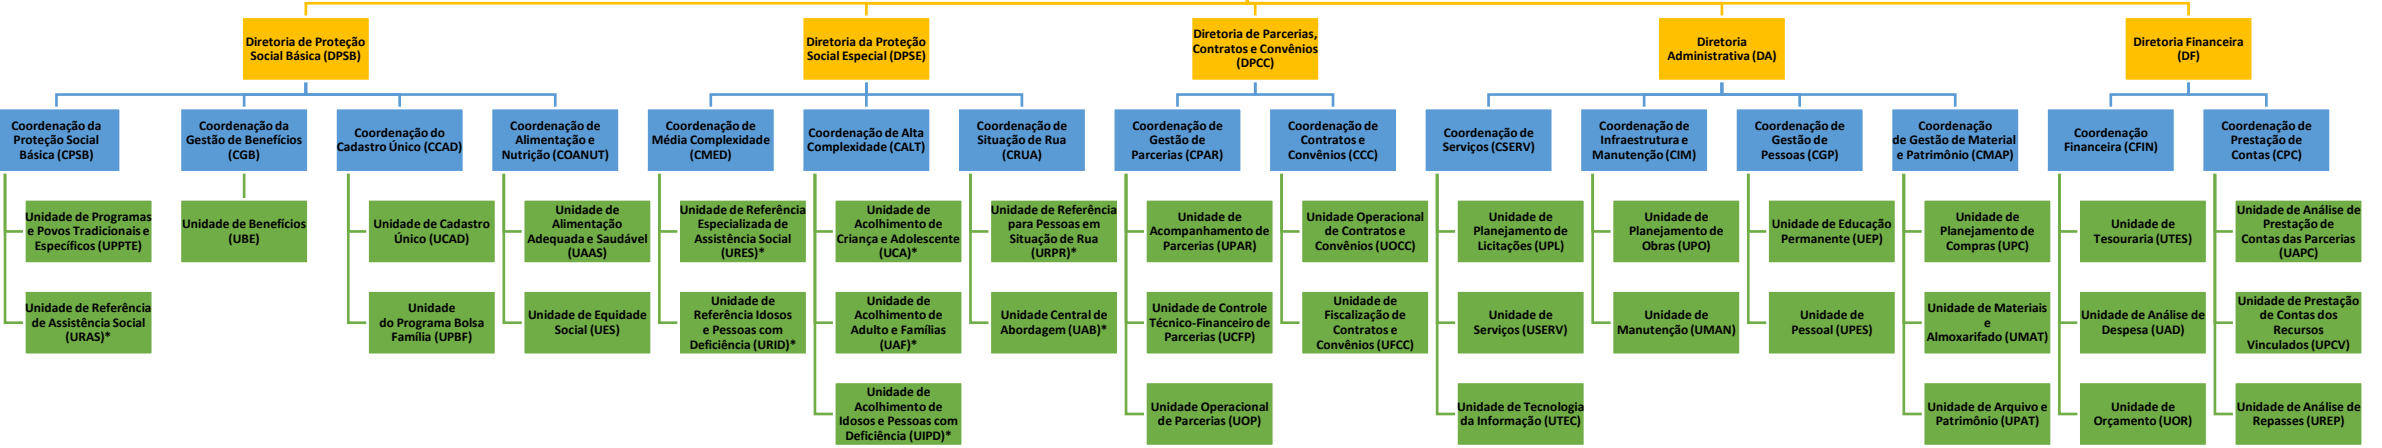 Diretoria de Proteção
Social Básica (DPSB)
Diretoria da Proteção
Social Especial (DPSE)
Diretoria de Parcerias,
Contratos e Convênios
(DPCC)
Diretoria
Administrativa (DA)
Diretoria Financeira
(DF)
Coordenação da
Proteção Social
Básica (CPSB)
Coordenação da
Gestão de Benefícios
(CGB)
Coordenação do
Cadastro Único (CCAD)
Coordenação de
Alimentação e
Nutrição (COANUT)
Coordenação de
Média Complexidade
(CMED)
Coordenação de Alta
Complexidade (CALT)
Coordenação de
Situação de Rua
(CRUA)
Coordenação de
Gestão de
Parcerias (CPAR)
Coordenação de
Contratos e
Convênios (CCC)
Coordenação de
Serviços (CSERV)
Coordenação de
Infraestrutura e
Manutenção (CIM)
Coordenação de
Gestão de
Pessoas (CGP)
Coordenação
de Gestão de Material
e Patrimônio (CMAP)
Coordenação
Financeira (CFIN)
Coordenação de
Prestação de
Contas (CPC)
Unidade de Programas
e Povos Tradicionais e
Específicos (UPPTE)
Unidade de Benefícios
(UBE)
Unidade de Cadastro
Único (UCAD)
Unidade de
Alimentação
Adequada e Saudável
(UAAS)
Unidade de Referência
Especializada de
Assistência Social
(URES)*
Unidade de
Acolhimento de
Criança e Adolescente
(UCA)*
Unidade de Referência
para Pessoas em
Situação de Rua
(URPR)*
Unidade de
Acompanhamento de
Parcerias (UPAR)
Unidade Operacional
de Contratos e
Convênios (UOCC)
Unidade de
Planejamento de
Licitações (UPL)
Unidade de
Planejamento de
Obras (UPO)
Unidade de Educação
Permanente (UEP)
Unidade de
Planejamento de
Compras (UPC)
Unidade de
Tesouraria (UTES)
Unidade de Análise de
Prestação de
Contas das Parcerias
(UAPC)
Unidade de Referência
de Assistência Social
(URAS)*
Unidade
do Programa Bolsa
Família (UPBF)
Unidade de Equidade
Social (UES)
Unidade de
Referência Idosos
e Pessoas com
Deficiência (URID)*
Unidade de
Acolhimento de
Adulto e Famílias
(UAF)*
Unidade Central de
Abordagem (UAB)*
Unidade de Controle
Técnico-Financeiro de
Parcerias (UCFP)
Unidade de
Fiscalização de
Contratos e
Convênios (UFCC)
Unidade de
Serviços (USERV)
Unidade de
Manutenção (UMAN)
Unidade de
Pessoal (UPES)
Unidade de Materiais
e
Almoxarifado (UMAT)
Unidade de Análise de
Despesa (UAD)
Unidade de Prestação
de Contas dos
Recursos
Vinculados (UPCV)
Unidade de
Acolhimento de
Idosos e Pessoas com
Deficiência (UIPD)*
Unidade Operacional
de Parcerias (UOP)
Unidade de Tecnologia
da Informação (UTEC)
Unidade de Arquivo e
Patrimônio (UPAT)
Unidade de
Orçamento (UOR)
Unidade de Análise de
Repasses (UREP)